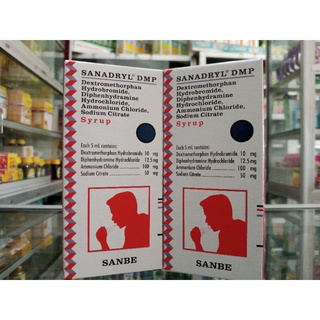 SANADRYL® DMP
Dextromethorphan
Hydrobromide,
Diphenhydramine
Hydrochloride,
Ammonium Chloride,
Sodium Citrate
Syrup
Each 5 mL contains:
Dextromethorphan Hydrobromide 10 mg
Diphenhydramine Hydrochloride 12.5 mg
Ammonium Chloride 100 mg
Sodium Citrate 50 mg
SANBE
SANADRYL® DMP
Dextromethorphan
Hydrobromide,
Diphenhydramine
Hydrochloride,
Ammonium Chloride,
Sodium Citrate
Syrup
Each 5 mL contains:
Dextromethorphan Hydrobromide 10 mg
Diphenhydramine Hydrochloride 12.5 mg
Ammonium Chloride 100 mg
Sodium Citrate 50 mg
SANBE